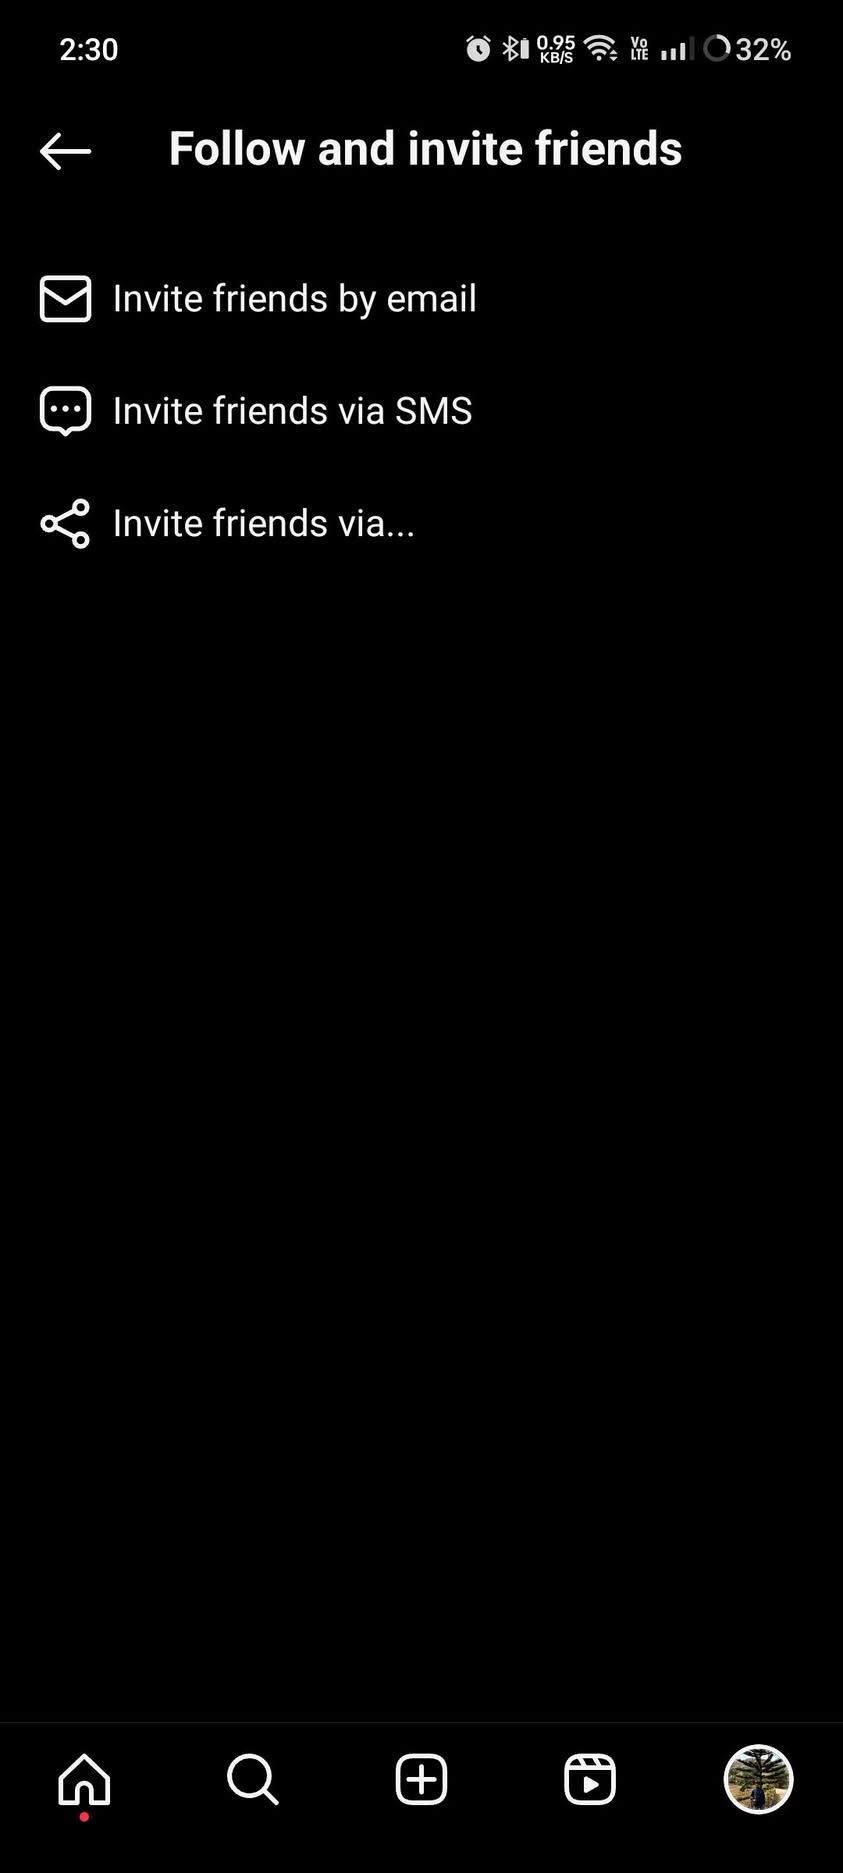 2:30
0.95
KB/S
Vo
LTE
32%
Follow and invite friends
Invite friends by email
Invite friends via SMS
Invite friends via...